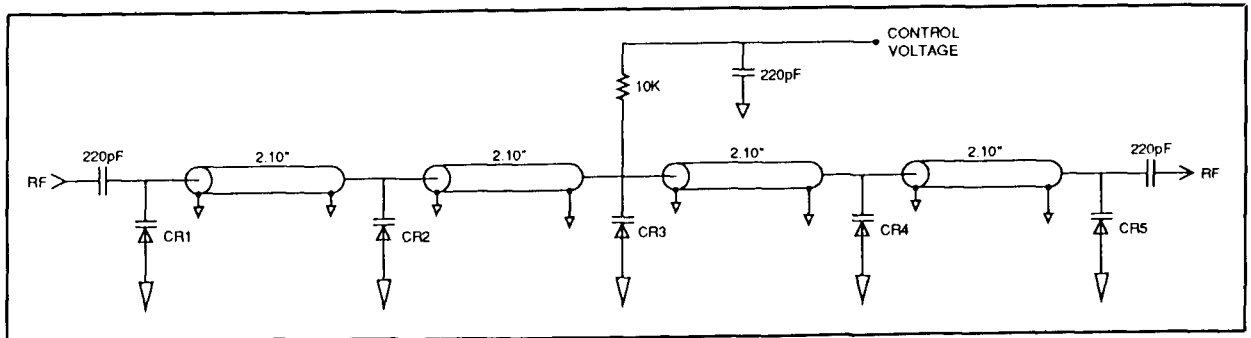 CONTROL
VOLTAGE
10K
220pF
220pF
2.10"
2.10"
2.10"
2.10"
220pF
RF
RF
CR1
CR2
CR3
CR4
CR5